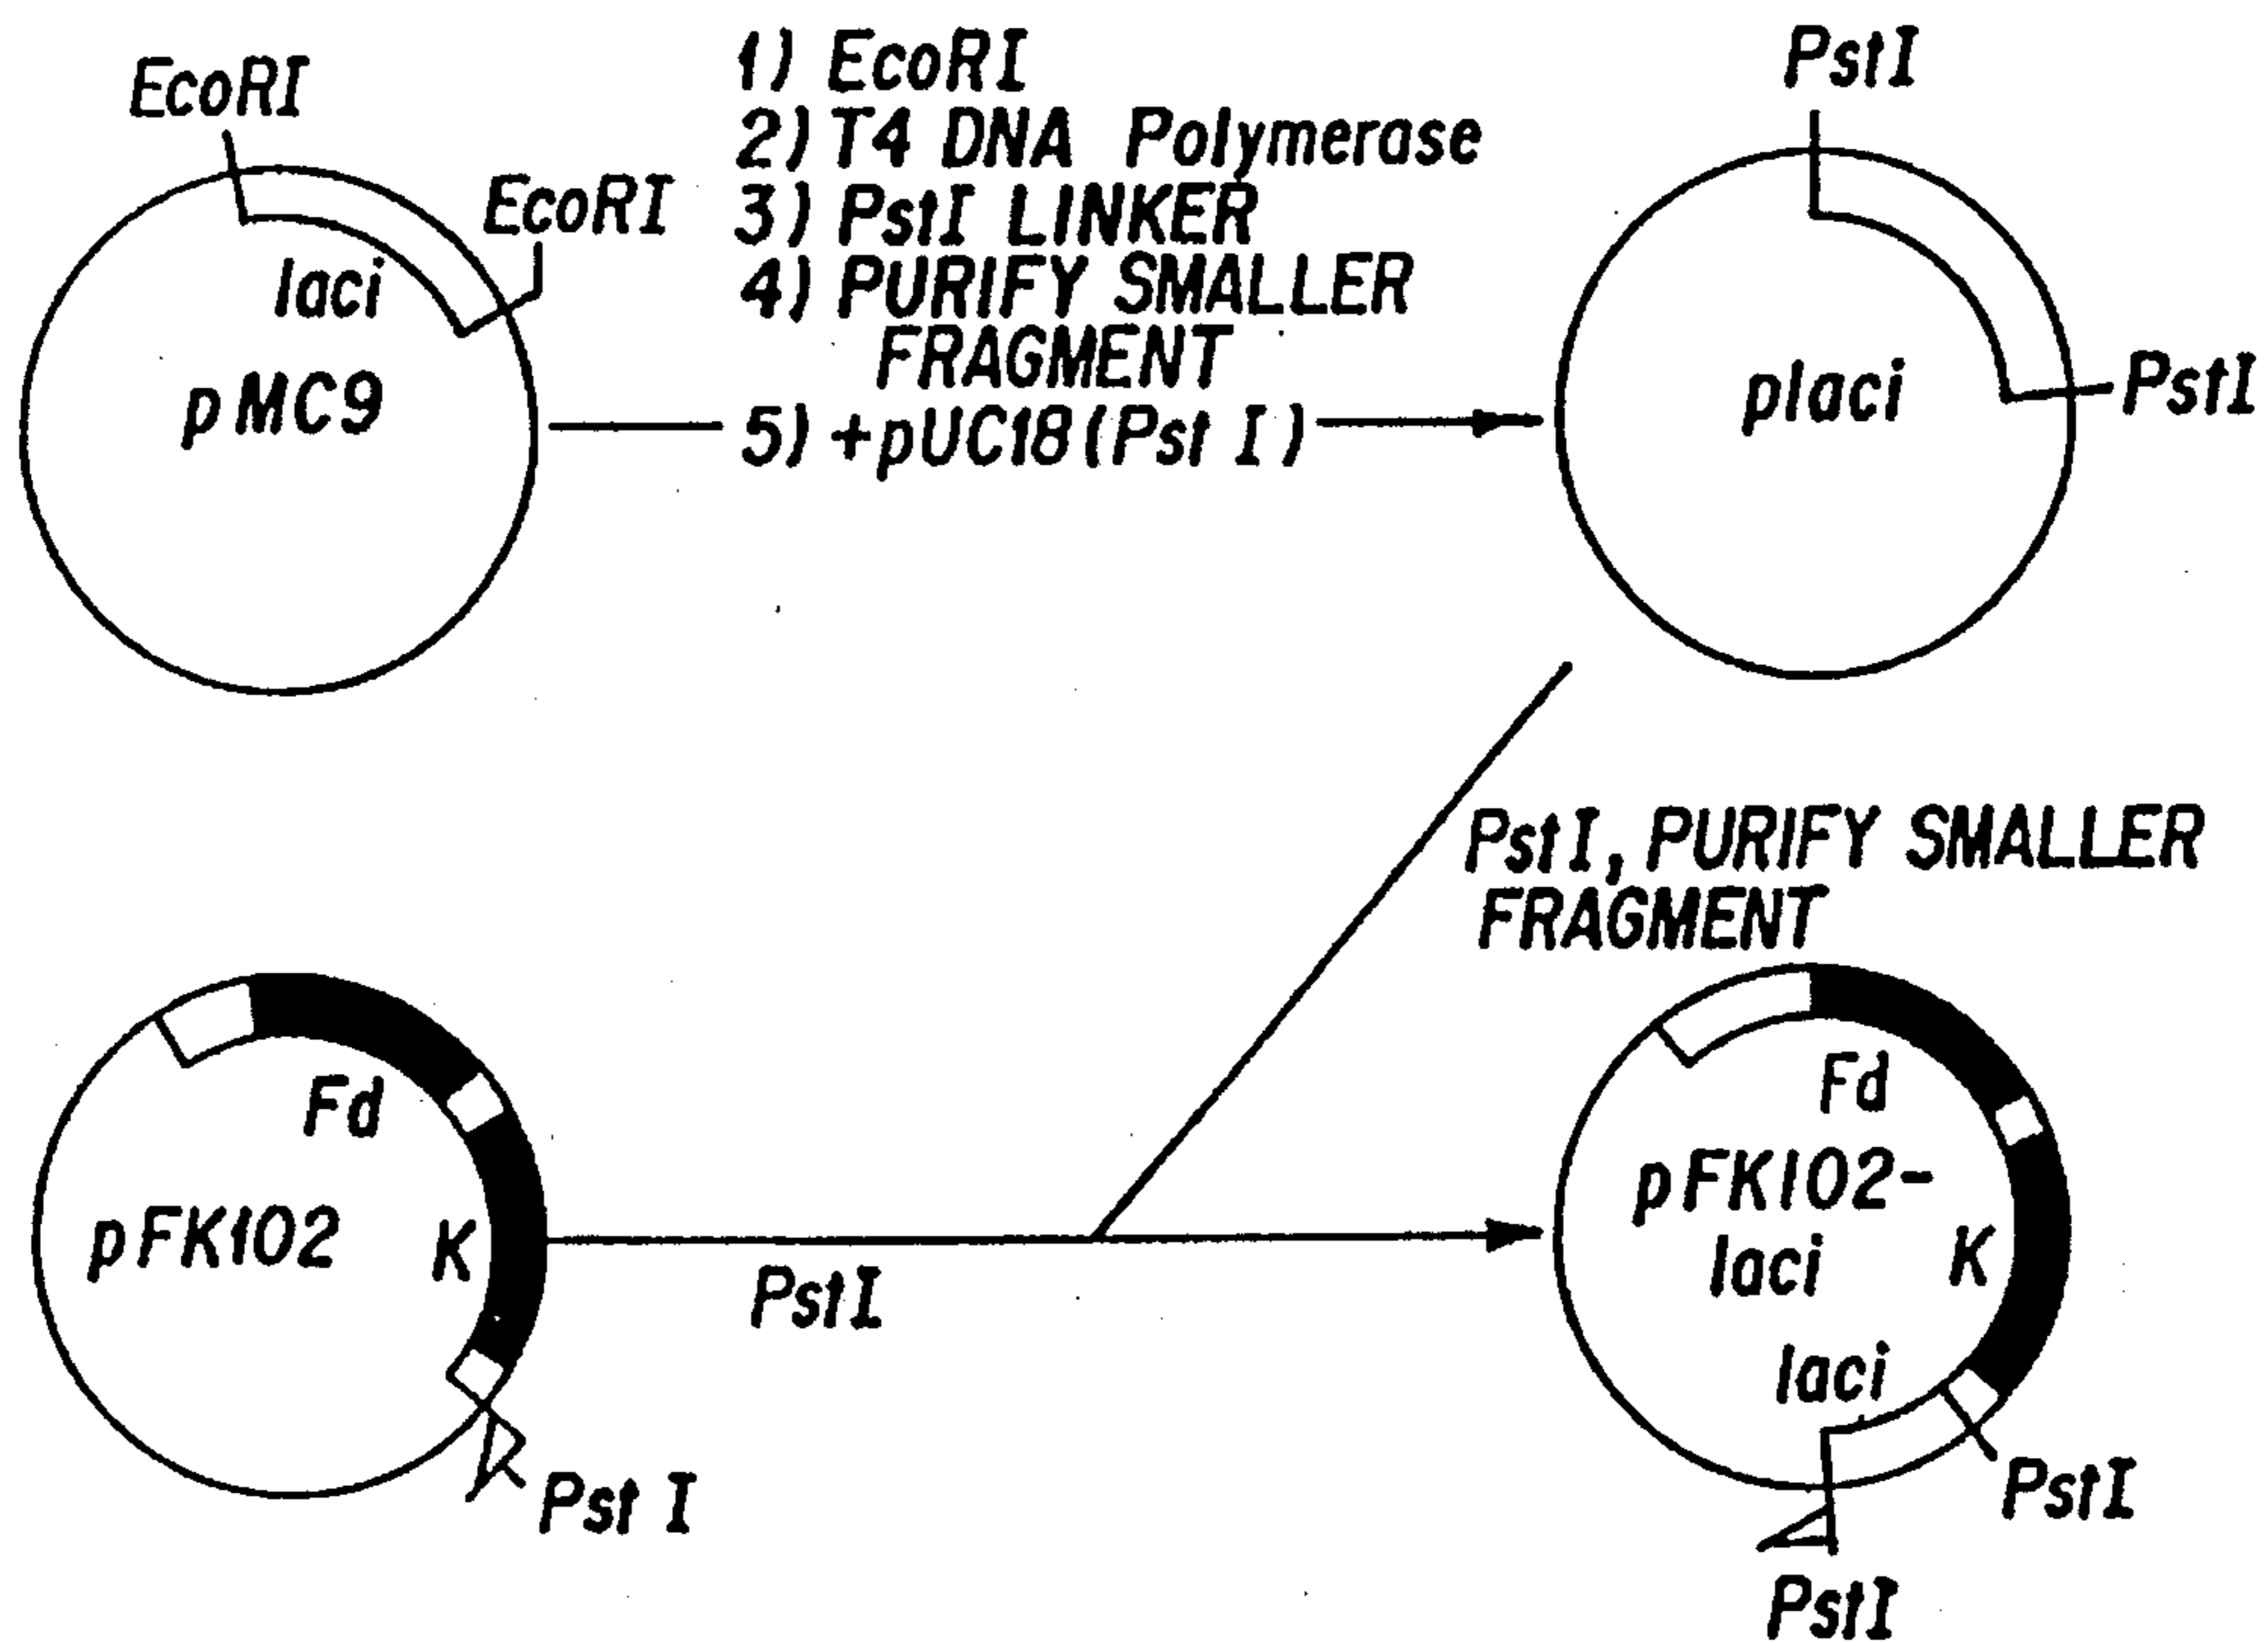 EcoRI
EcoRI
laci
pMC9
1) EcoRI
2) T4 DNA Polymerase
3) PstI LINKER
4) PURIFY SMALLER
FRAGMENT
5) +pUC18(Pst I)
PstI
placi
PstI
PstI, PURIFY SMALLER
FRAGMENT
Fd
pFK102
K
Pst I
PstI
Fd
pFK102-
laci
K
laci
PstI
PstI